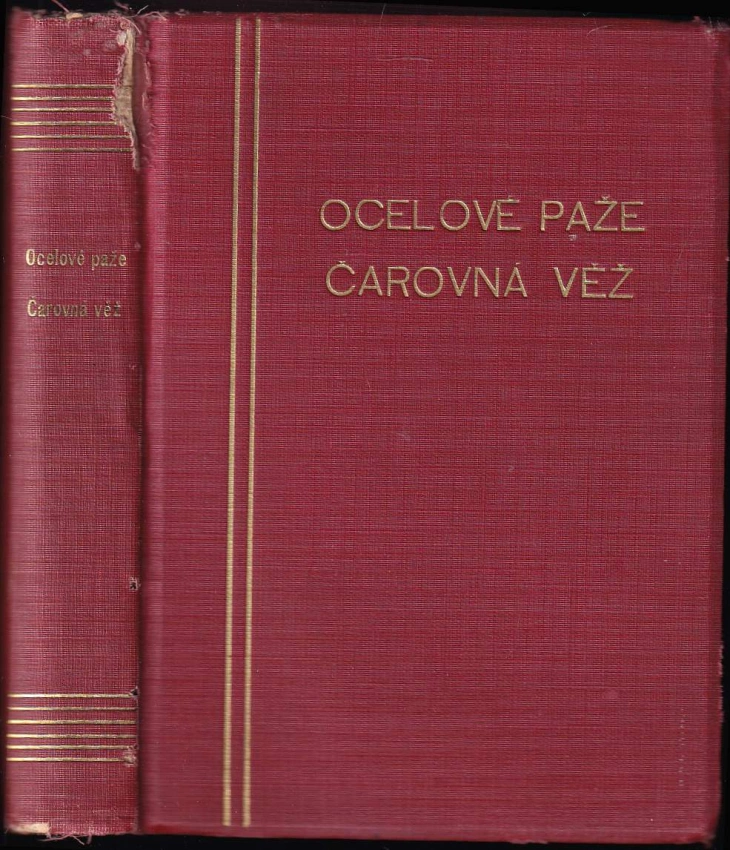 Ocelové paže
Čarovná věž
OCELOVÉ PAŽE
ČAROVNÁ VĚŽ